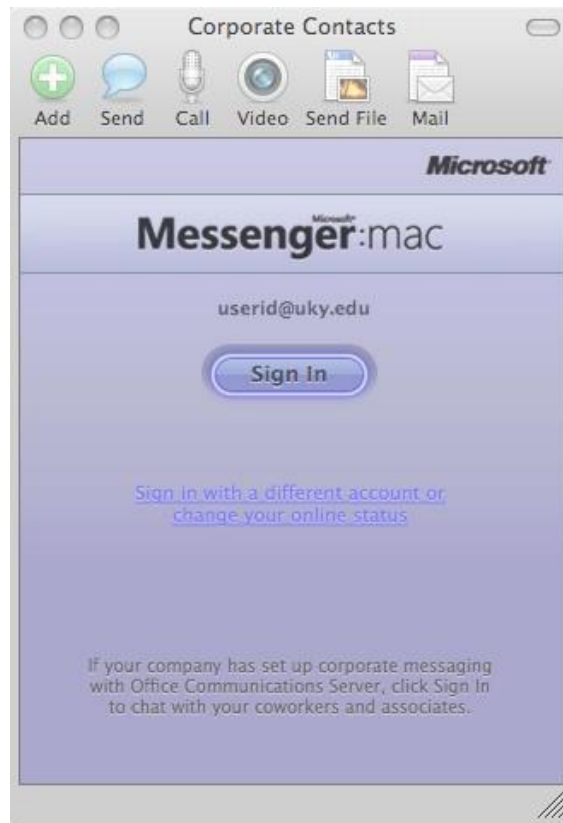 Corporate Contacts
Add Send Call Video Send File Mail
Microsoft
Microsoft
Messenger:mac
userid@uky.edu
Sign In
Sign in with a different account or
change your online status
If your company has set up corporate messaging
with Office Communications Server, click Sign In
to chat with your coworkers and associates.